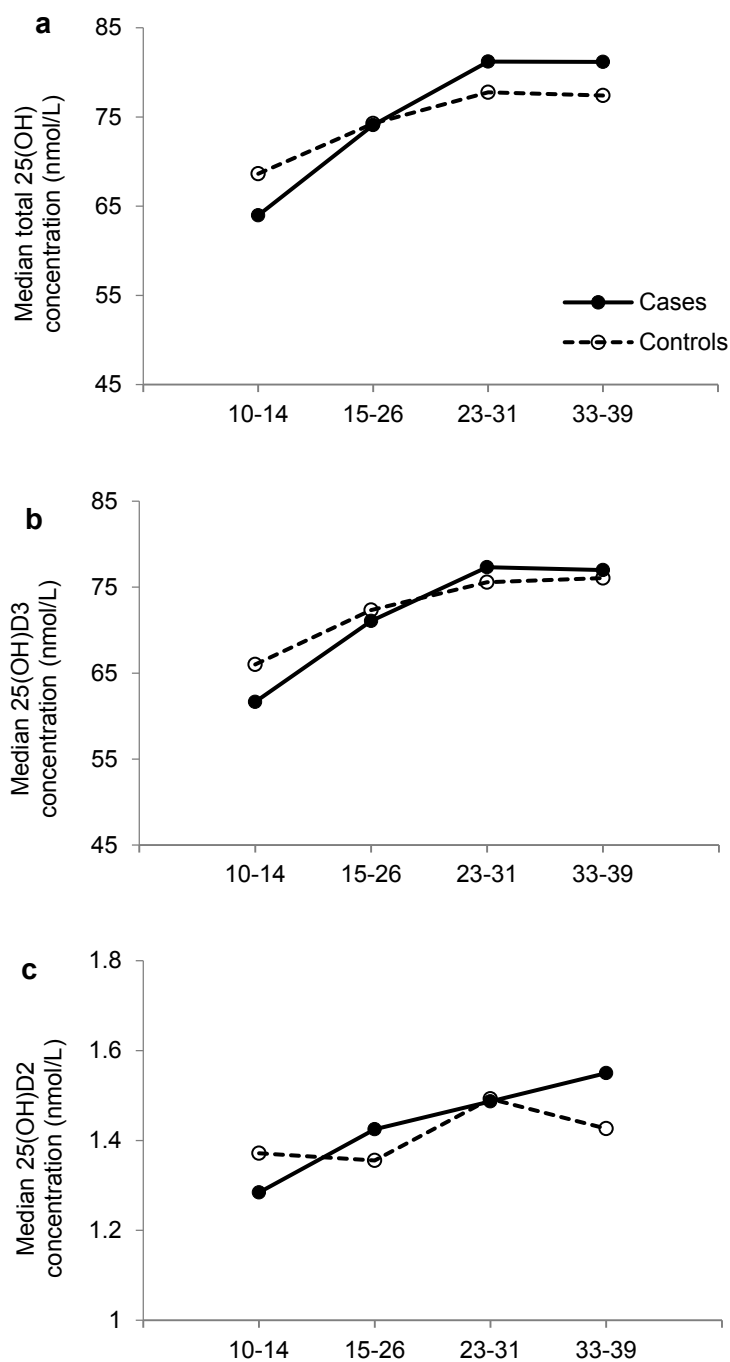 a
Median total 25(OH)
concentration (nmol/L)
85
75
65
55
45
10-14 15-26 23-31 33-39
Cases
Controls
b
Median 25(OH)D3
concentration (nmol/L)
85
75
65
55
45
10-14 15-26 23-31 33-39
c
Median 25(OH)D2
concentration (nmol/L)
1.8
1.6
1.4
1.2
1
10-14 15-26 23-31 33-39